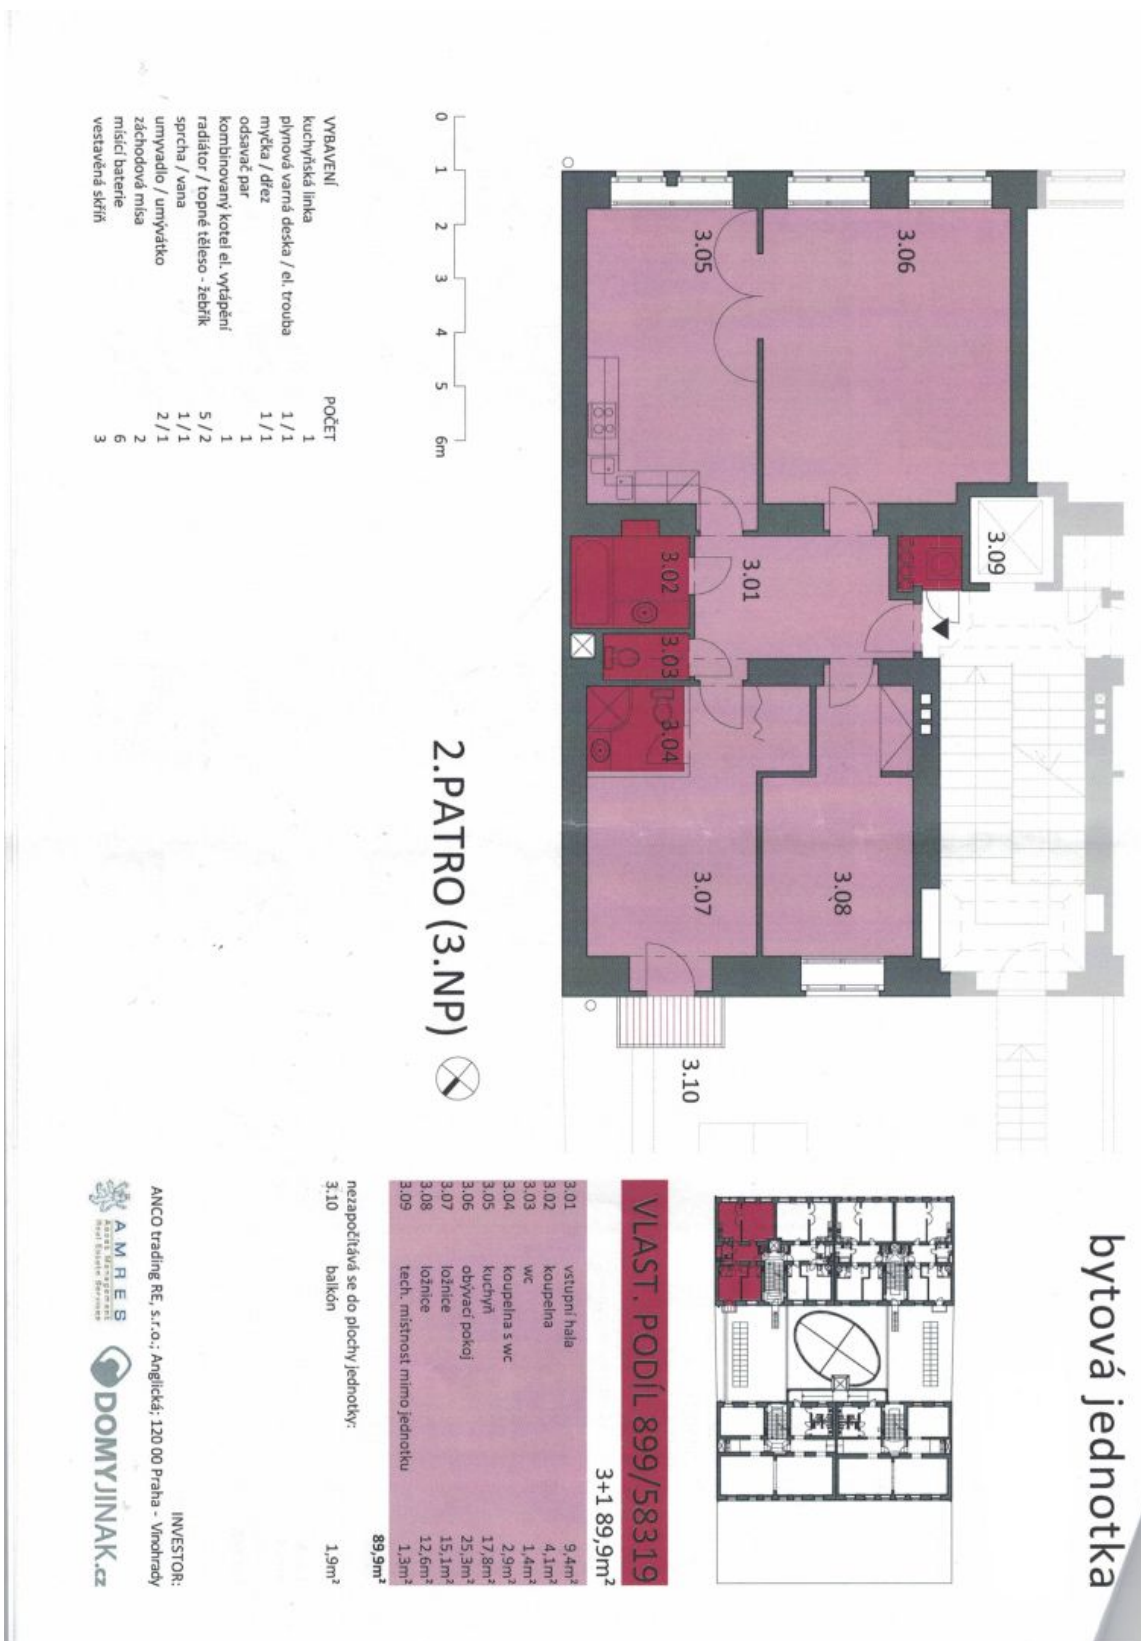 bytová jednotka
VLAST. PODÍL 899/58319
3+1 89,9m²
3.01 vstupní hala 9,4m²
3.02 koupelna 4,1m²
3.03 wc 1,4m²
3.04 koupelna s wc 2,9m²
3.05 kuchyň 17,8m²
3.06 obývací pokoj 25,3m²
3.07 ložnice 15,1m²
3.08 ložnice 12,6m²
3.09 tech. místnost mimo jednotku 1,3m²
89,9m²
nezapočítává se do plochy jednotky:
3.10 balkón 1,9m²
3.06
3.05
3.09
3.01
3.02
3.03
3.04
3.07
3.08
3.10
2.PATRO (3.NP)
0 1 2 3 4 5 6m
VYBAVENÍ POČET
kuchyňská linka 1
plynová varná deska / el. trouba 1/1
myčka / dřez 1/1
odsavač par 1
kombinovaný kotel el. vytápění 1
radiátor / topné těleso - žebřík 5/2
sprcha / vana 1/1
umyvadlo / umývátko 2/1
záchodová mísa 2
mísicí baterie 6
vestavěná skříň 3
INVESTOR:
ANCO trading RE, s.r.o.; Anglická; 120 00 Praha - Vinohrady
AMRES
Assets Management
Real Estate Services
DOMYJINAK.cz